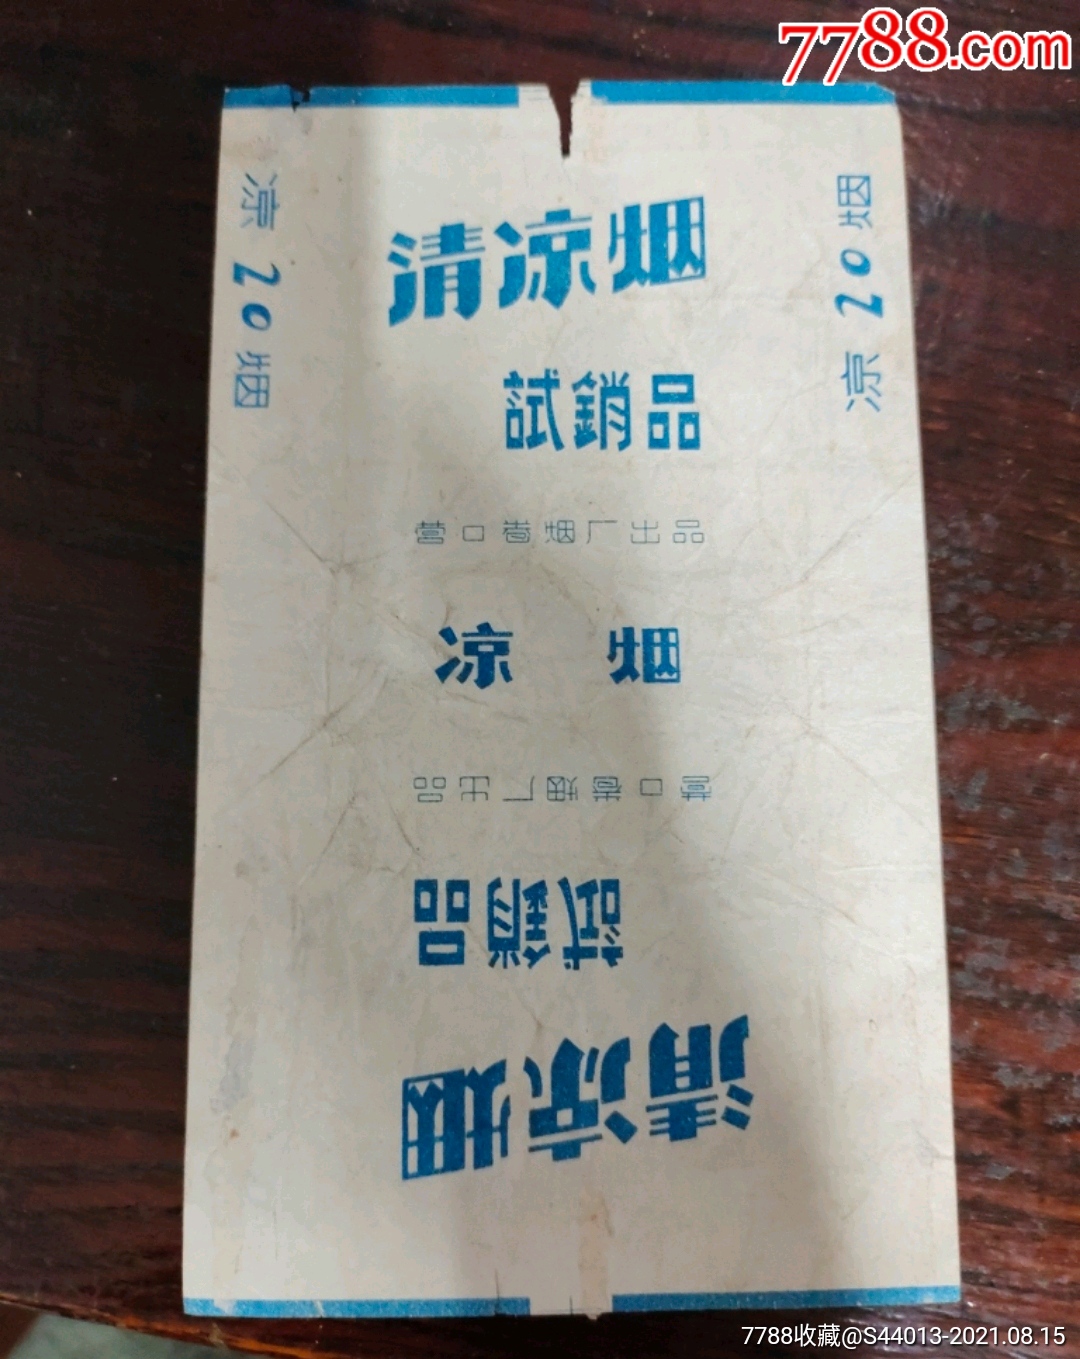 7788.com
清凉烟
試銷品
营口卷烟厂出品
凉 烟
营口卷烟厂出品
試銷品
清凉烟
凉 20 烟
凉 20 烟
7788收藏@S44013-2021.08.15